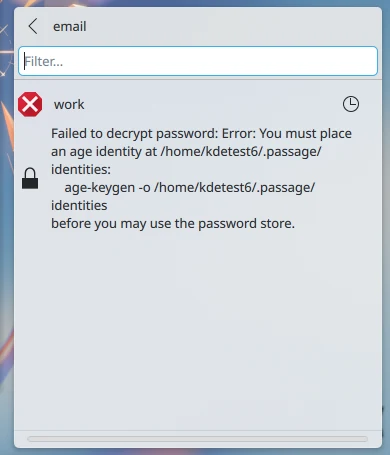 email
Filter...
work
Failed to decrypt password: Error: You must place
an age identity at /home/kdetest6/.passage/
identities:
    age-keygen -o /home/kdetest6/.passage/
identities
before you may use the password store.